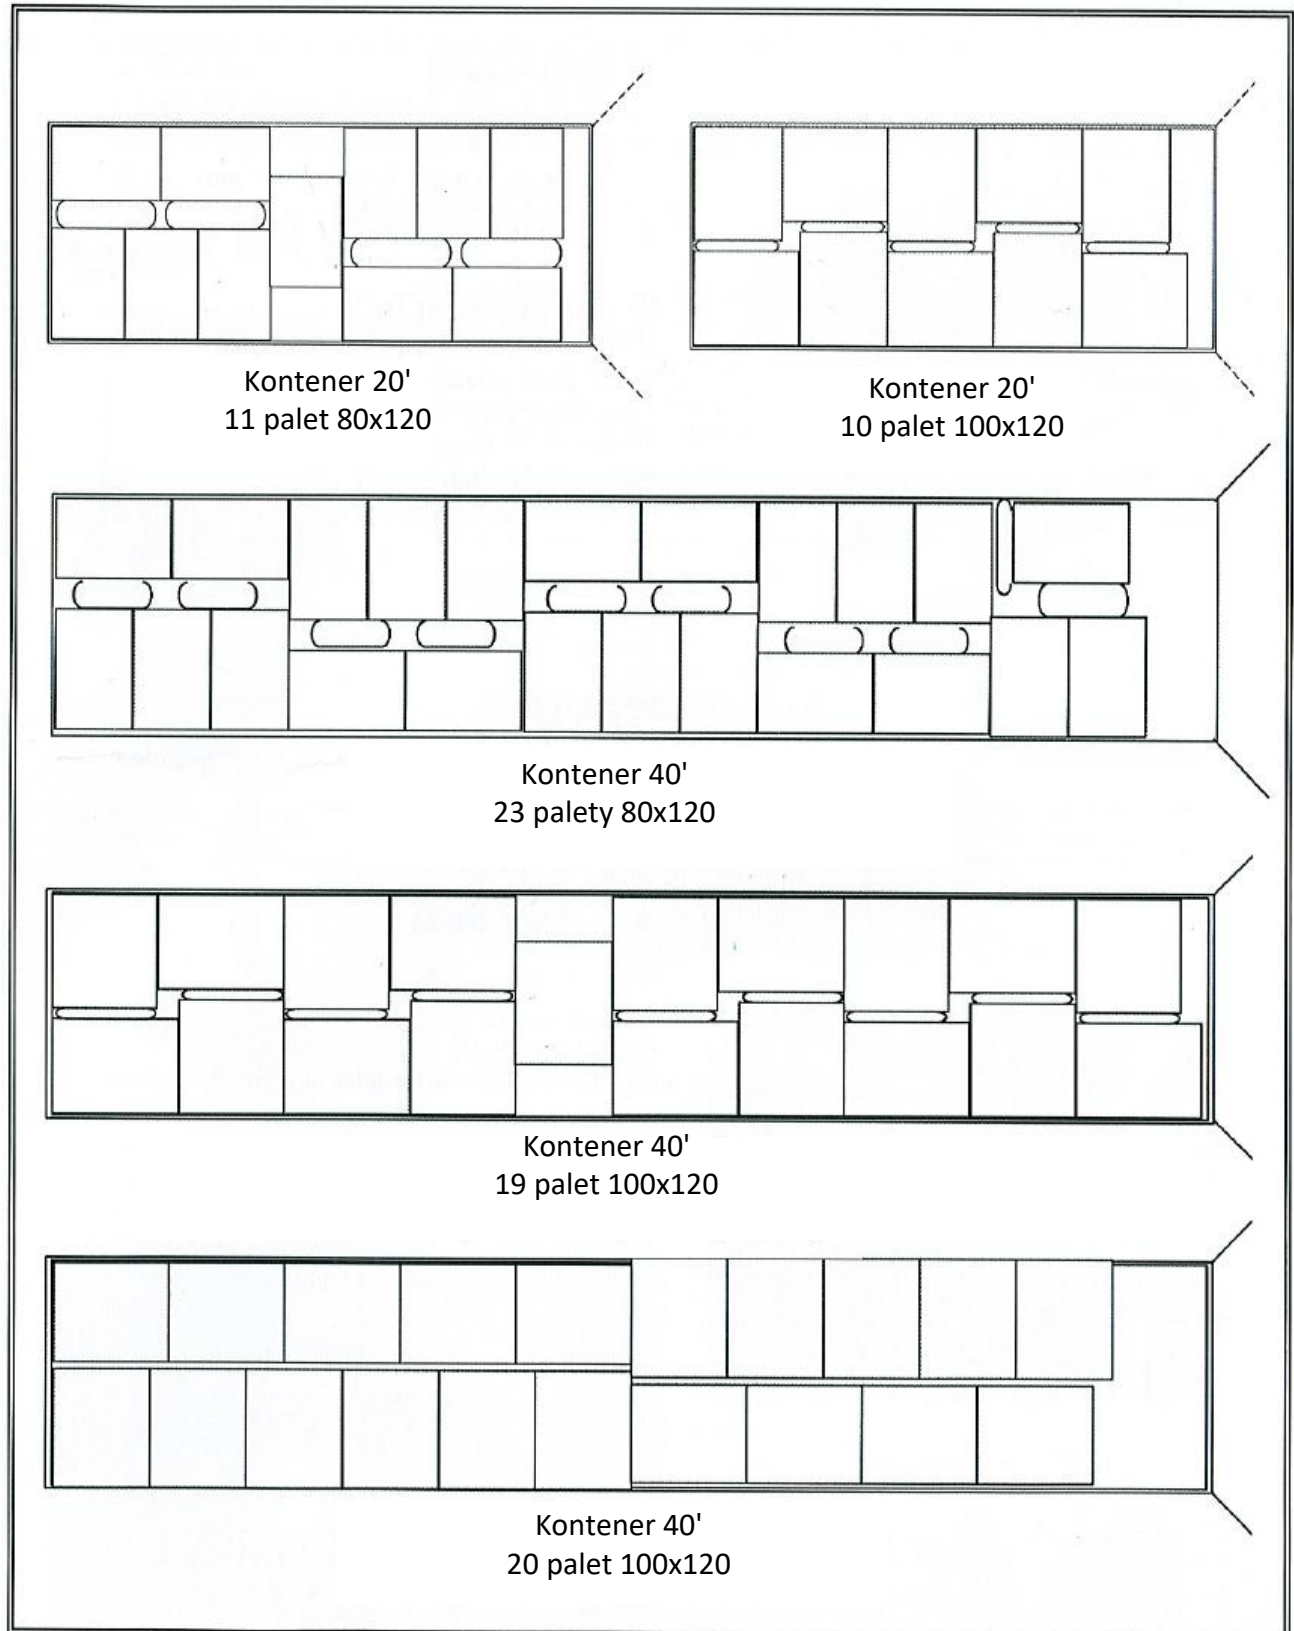 Kontener 20'
11 palet 80x120
Kontener 20'
10 palet 100x120
Kontener 40'
23 palety 80x120
Kontener 40'
19 palet 100x120
Kontener 40'
20 palet 100x120